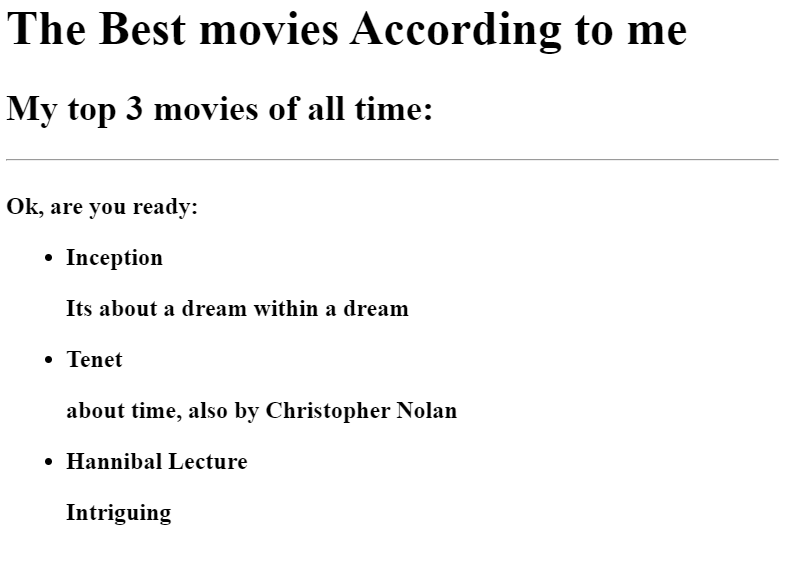 The Best movies According to me
My top 3 movies of all time:
Ok, are you ready:
Inception
Its about a dream within a dream
Tenet
about time, also by Christopher Nolan
Hannibal Lecture
Intriguing